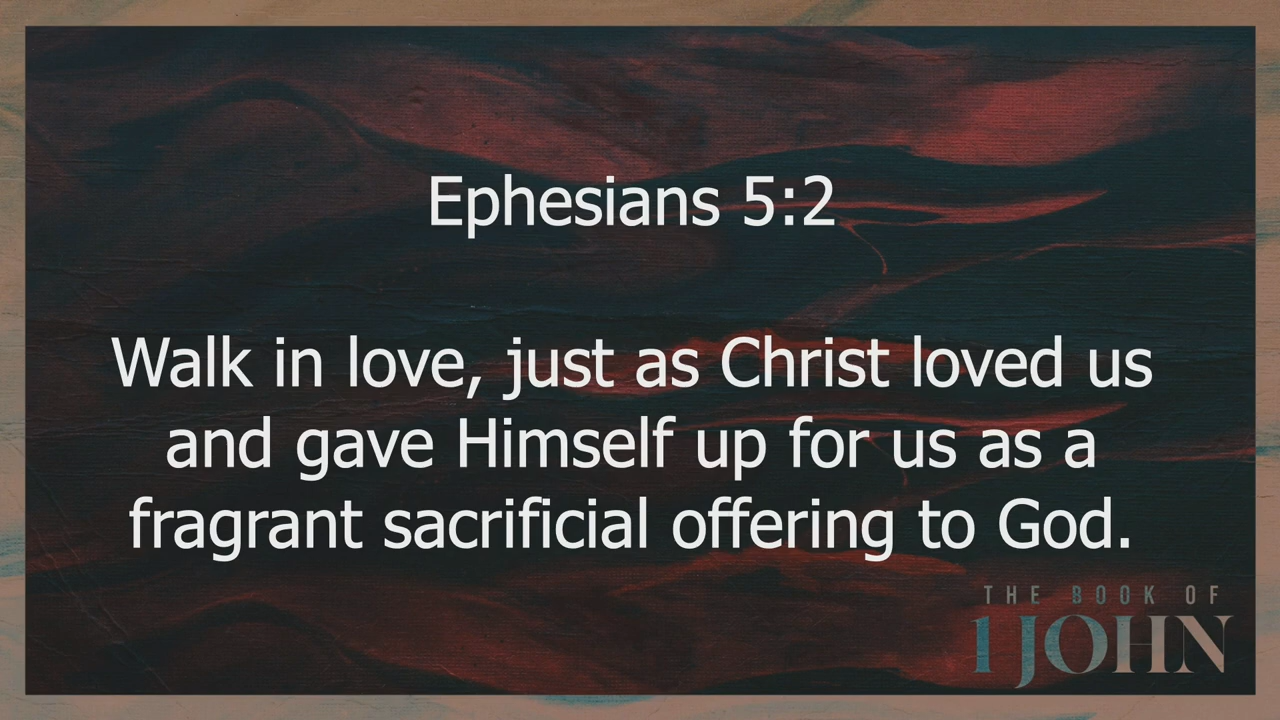 Ephesians 5:2
Walk in love, just as Christ loved us
and gave Himself up for us as a
fragrant sacrificial offering to God.
THE BOOK OF
1 JOHN